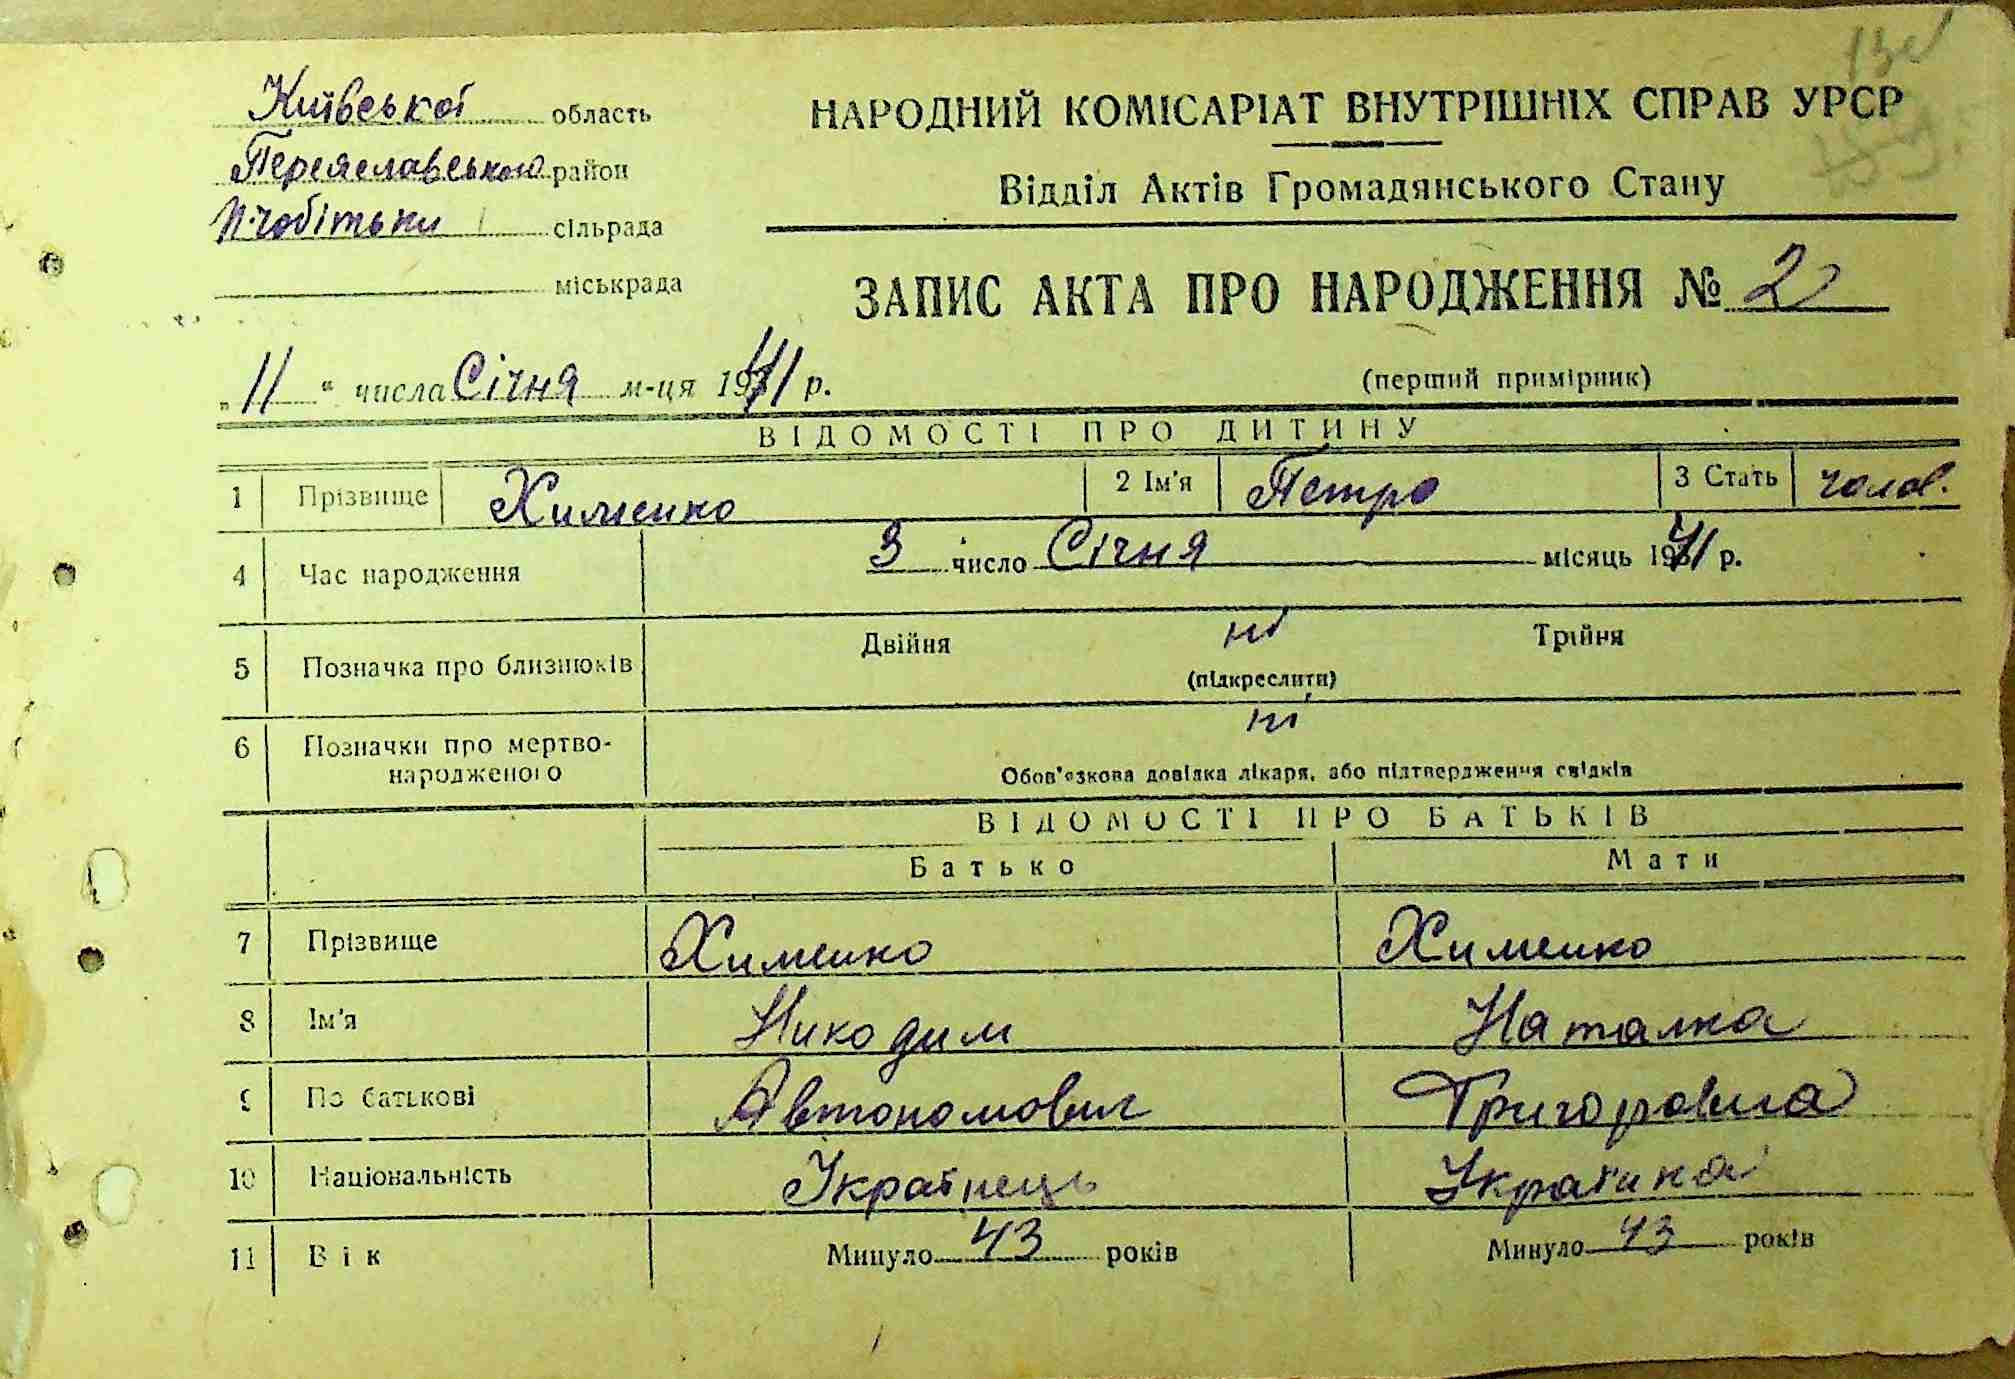 Київської область
Переяславського район
П-чобітьки сільрада
міськрада
НАРОДНИЙ КОМІСАРІАТ ВНУТРІШНІХ СПРАВ УРСР
Відділ Актів Громадянського Стану
ЗАПИС АКТА ПРО НАРОДЖЕННЯ № 2
„11“ числа Січня м-ця 1941 р.
(перший примірник)
ВІДОМОСТІ ПРО ДИТИНУ
1 Прізвище Хименко 2 Ім'я Петро 3 Стать чолов.
4 Час народження 3 число Січня місяць 1941 р.
5 Позначка про близнюків Двійня ні Трійня
(підкреслити)
6 Позначки про мертво-
народженого ні
Обов'язкова довідка лікаря, або підтвердження свідків
ВІДОМОСТІ ПРО БАТЬКІВ
Батько Мати
7 Прізвище Хименко Хименко
8 Ім'я Никодим Наталка
9 По батькові Автономович Григоровна
10 Національність Українець Українка
11 Вік Минуло 43 років Минуло 43 років